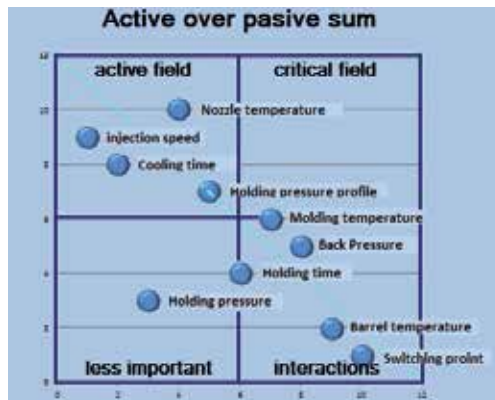 Active over pasive sum
active field critical field
Nozzle temperature
injection speed
Cooling time
Holding pressure profile
Molding temperature
Back Pressure
Holding time
Holding pressure
Barrel temperature
Switching proint
less important interactions
12
10
8
6
4
2
0
0 2 4 6 8 10 12